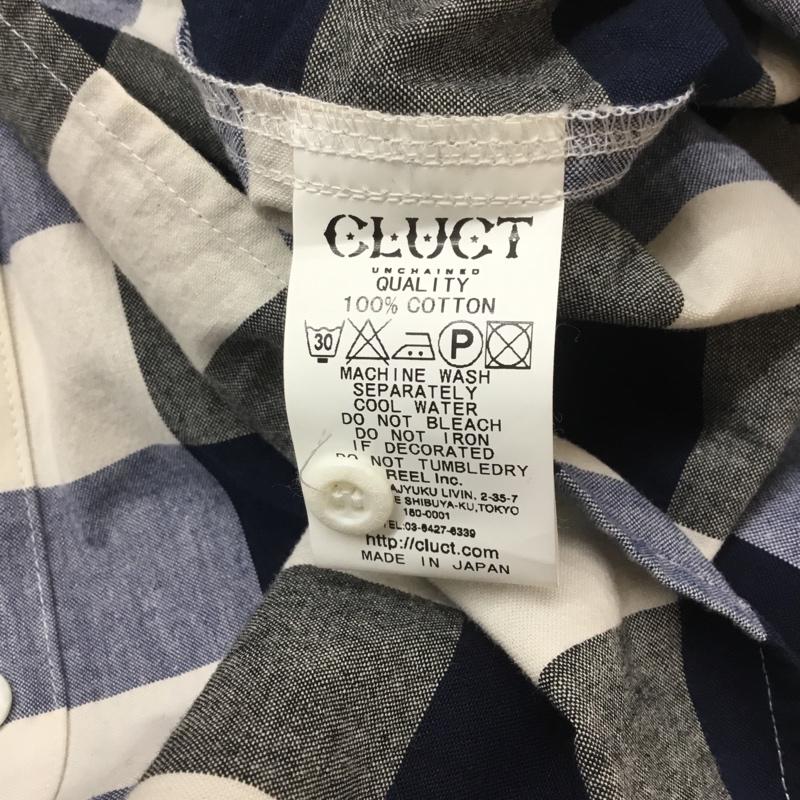 CLUCT
UNCHAINED
QUALITY
100% COTTON
30 P
MACHINE WASH
SEPARATELY
COOL WATER
DO NOT BLEACH
DO NOT IRON
IF DECORATED
DO NOT TUMBLEDRY
REEL Inc.
AJYUKU LIVIN, 2-35-7
E SHIBUYA-KU, TOKYO
150-0001
TEL:03-6427-6339
http://cluct.com
MADE IN JAPAN